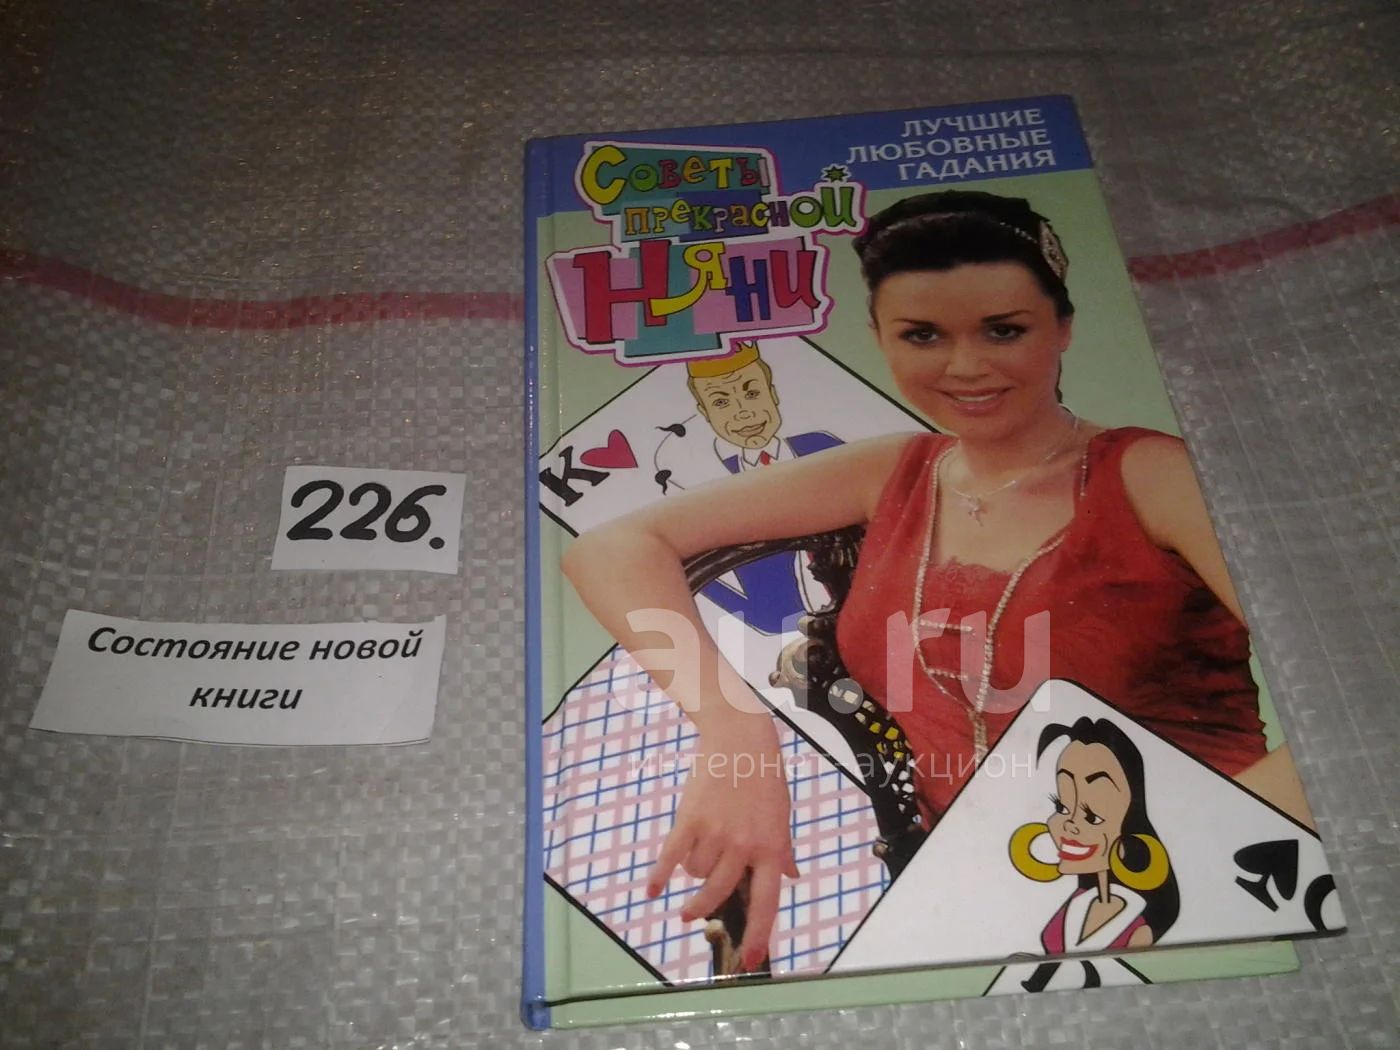 ЛУЧШИЕ
ЛЮБОВНЫЕ
ГАДАНИЯ
Советы
прекрасной
Няни
К
226.
Состояние новой
книги
au.ru
интернет-аукцион